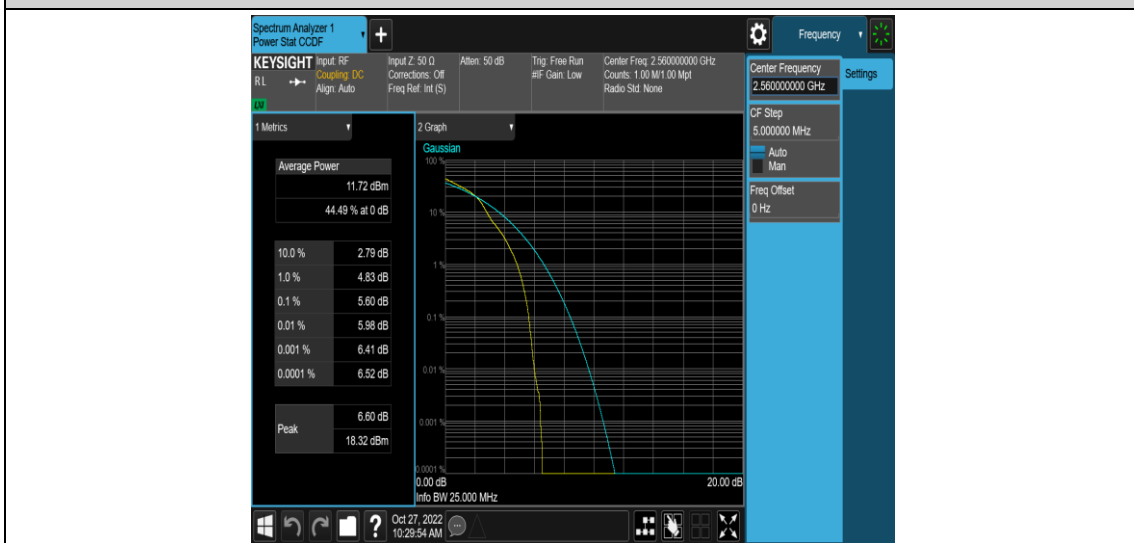 Spectrum Analyzer 1
Power Stat CCDF
+
Frequency
KEYSIGHT Input: RF Input Z: 50 Ω Atten: 50 dB Trig: Free Run Center Freq: 2.560000000 GHz
RL Coupling: DC Corrections: Off #IF Gain: Low Counts: 1.00 M/1.00 Mpt
Align: Auto Freq Ref: Int (S) Radio Std: None
LXI
Center Frequency
2.560000000 GHz
Settings
CF Step
5.000000 MHz
Auto
Man
Freq Offset
0 Hz
1 Metrics
Average Power
11.72 dBm
44.49 % at 0 dB
10.0 % 2.79 dB
1.0 % 4.83 dB
0.1 % 5.60 dB
0.01 % 5.98 dB
0.001 % 6.41 dB
0.0001 % 6.52 dB
Peak
6.60 dB
18.32 dBm
2 Graph
Gaussian
100 %
10 %
1 %
0.1 %
0.01 %
0.001 %
0.0001 %
0.00 dB 20.00 dB
Info BW 25.000 MHz
? Oct 27, 2022
10:29:54 AM